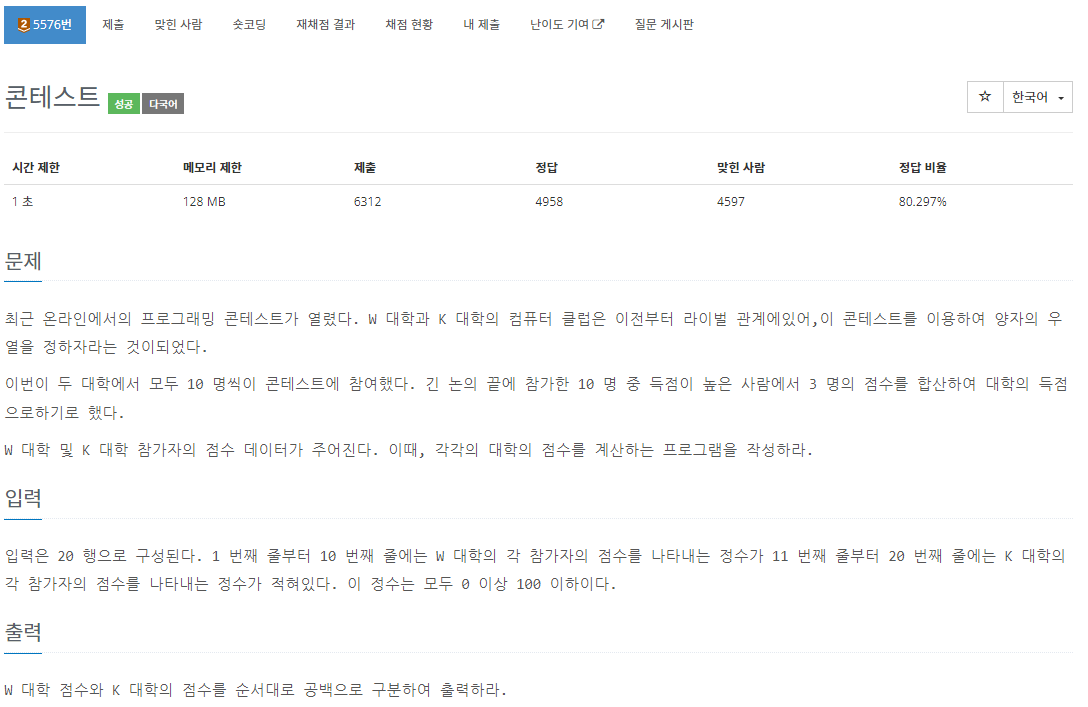 2 5576번 제출 맞힌 사람 숏코딩 재채점 결과 채점 현황 내 제출 난이도 기여 질문 게시판
콘테스트 성공 다국어 ☆ 한국어
시간 제한 메모리 제한 제출 정답 맞힌 사람 정답 비율
1 초 128 MB 6312 4958 4597 80.297%
문제
최근 온라인에서의 프로그래밍 콘테스트가 열렸다. W 대학과 K 대학의 컴퓨터 클럽은 이전부터 라이벌 관계에있어,이 콘테스트를 이용하여 양자의 우
열을 정하자라는 것이되었다.
이번이 두 대학에서 모두 10 명씩이 콘테스트에 참여했다. 긴 논의 끝에 참가한 10 명 중 득점이 높은 사람에서 3 명의 점수를 합산하여 대학의 득점
으로하기로 했다.
W 대학 및 K 대학 참가자의 점수 데이터가 주어진다. 이때, 각각의 대학의 점수를 계산하는 프로그램을 작성하라.
입력
입력은 20 행으로 구성된다. 1 번째 줄부터 10 번째 줄에는 W 대학의 각 참가자의 점수를 나타내는 정수가 11 번째 줄부터 20 번째 줄에는 K 대학의
각 참가자의 점수를 나타내는 정수가 적혀있다. 이 정수는 모두 0 이상 100 이하이다.
출력
W 대학 점수와 K 대학의 점수를 순서대로 공백으로 구분하여 출력하라.